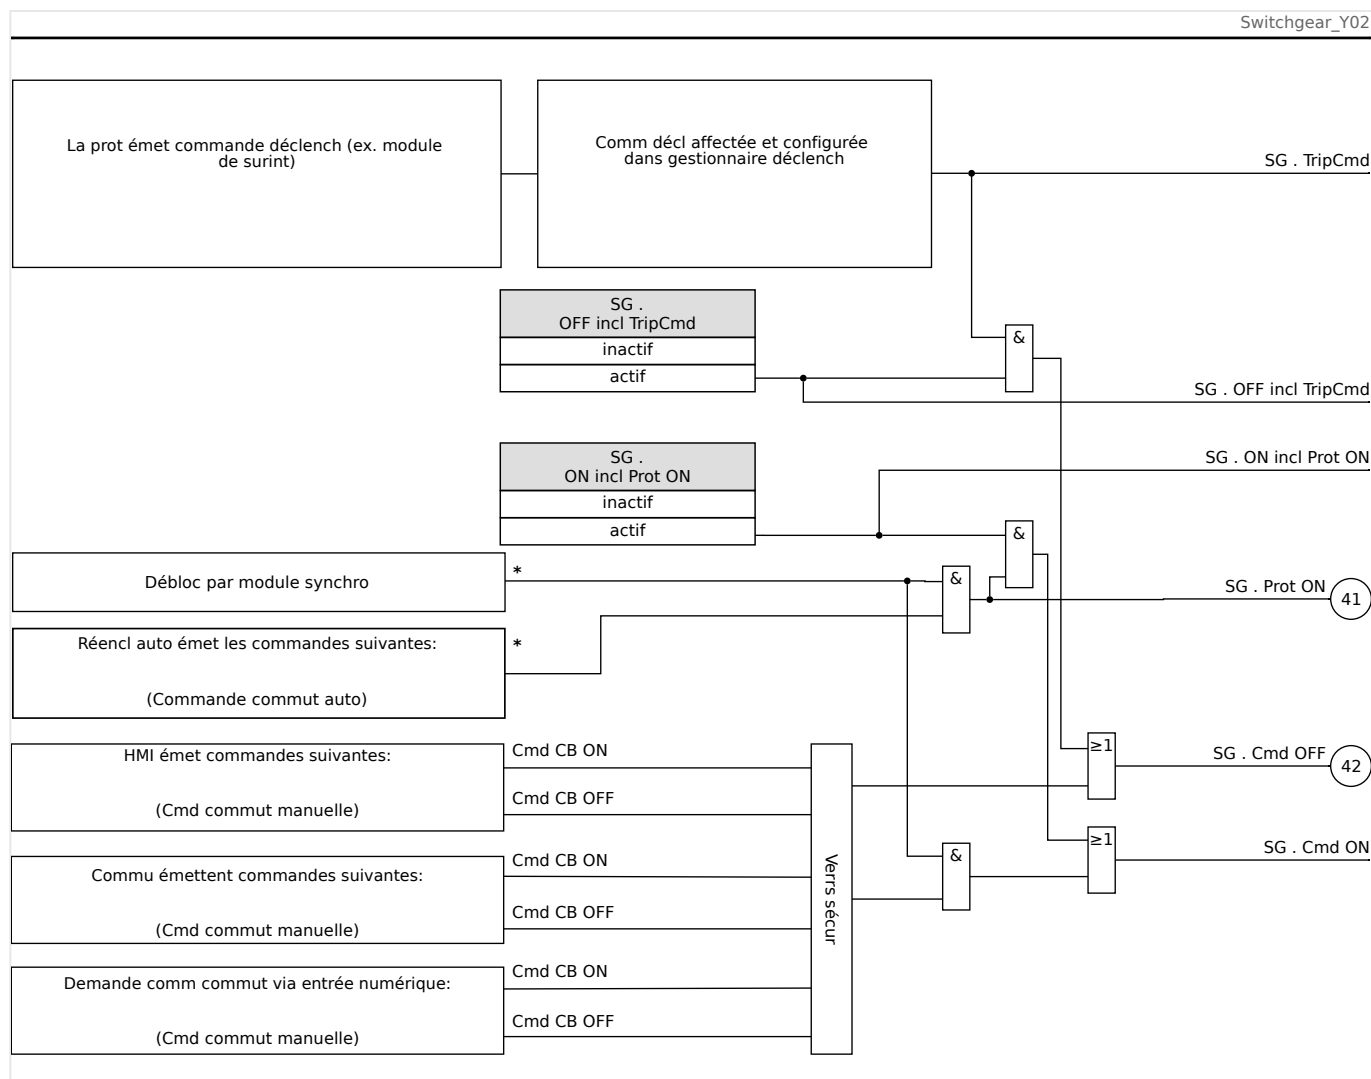 Switchgear_Y02
La prot émet commande déclench (ex. module
de surint)
Comm décl affectée et configurée
dans gestionnaire déclench
SG . TripCmd
SG .
OFF incl TripCmd
inactif
actif
&
SG . OFF incl TripCmd
SG .
ON incl Prot ON
inactif
actif
SG . ON incl Prot ON
&
Débloc par module synchro
*
&
SG . Prot ON
41
Réencl auto émet les commandes suivantes:
(Commande commut auto)
*
HMI émet commandes suivantes:
(Cmd commut manuelle)
Cmd CB ON
Cmd CB OFF
≥1
SG . Cmd OFF
42
Commu émettent commandes suivantes:
(Cmd commut manuelle)
Cmd CB ON
Cmd CB OFF
Verrs sécur
&
≥1
SG . Cmd ON
Demande comm commut via entrée numérique:
(Cmd commut manuelle)
Cmd CB ON
Cmd CB OFF